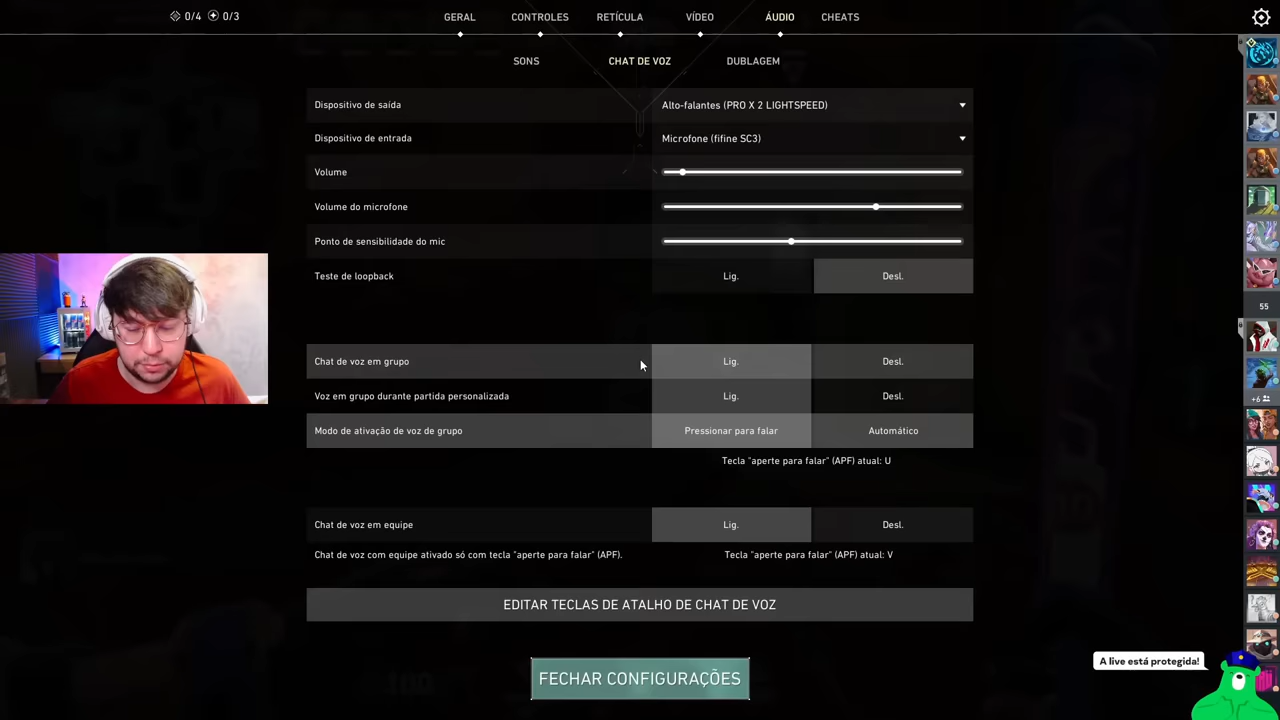 0/4 0/3
GERAL CONTROLES RETÍCULA VÍDEO ÁUDIO CHEATS
SONS CHAT DE VOZ DUBLAGEM
Dispositivo de saída Alto-falantes (PRO X 2 LIGHTSPEED)
Dispositivo de entrada Microfone (fifine SC3)
Volume
Volume do microfone
Ponto de sensibilidade do mic
Teste de loopback Lig. Desl.
55
Chat de voz em grupo Lig. Desl.
Voz em grupo durante partida personalizada Lig. Desl.
+6
Modo de ativação de voz de grupo Pressionar para falar Automático
Tecla "aperte para falar" (APF) atual: U
Chat de voz em equipe Lig. Desl.
Chat de voz com equipe ativado só com tecla "aperte para falar" (APF). Tecla "aperte para falar" (APF) atual: V
EDITAR TECLAS DE ATALHO DE CHAT DE VOZ
A live está protegida!
FECHAR CONFIGURAÇÕES